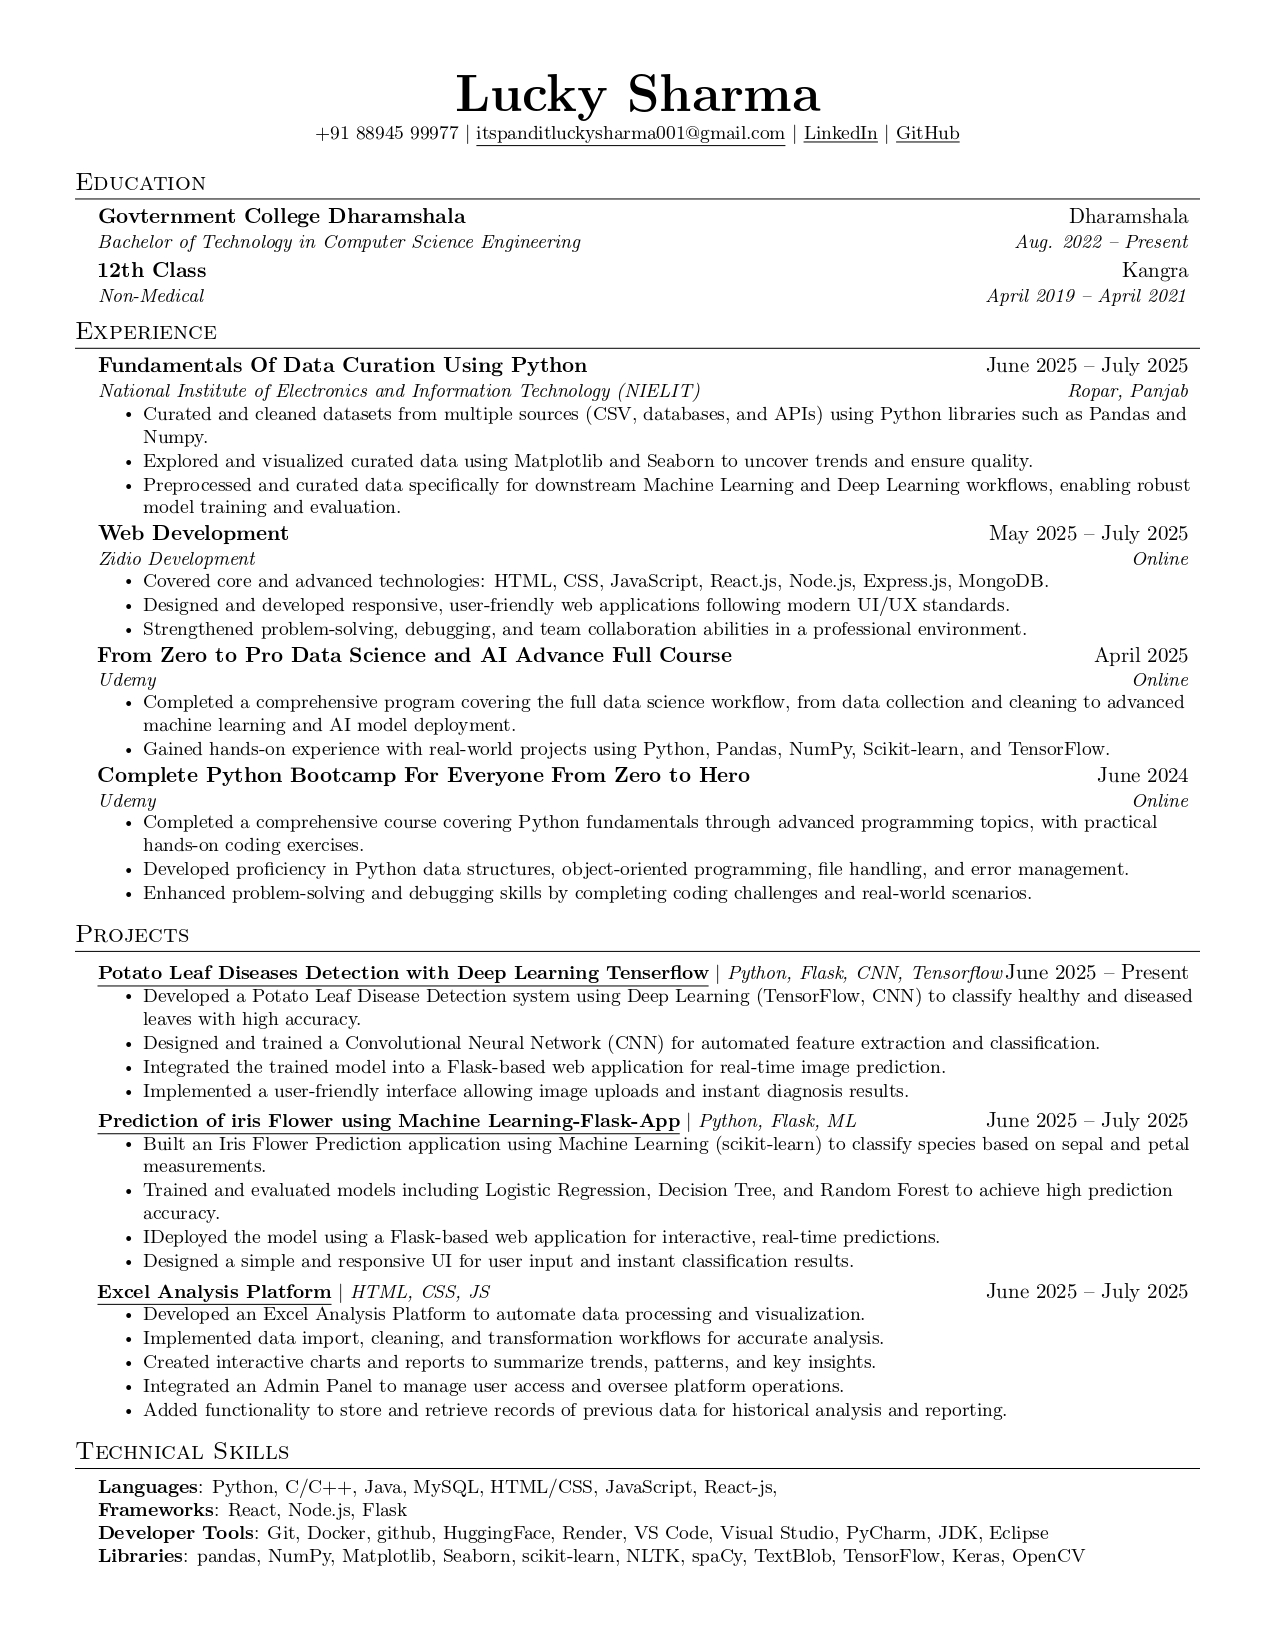 Lucky Sharma
+91 88945 99977 | itspanditluckysharma001@gmail.com | LinkedIn | GitHub
Education
Govternment College Dharamshala Dharamshala
Bachelor of Technology in Computer Science Engineering Aug. 2022 – Present
12th Class Kangra
Non-Medical April 2019 – April 2021
Experience
Fundamentals Of Data Curation Using Python June 2025 – July 2025
National Institute of Electronics and Information Technology (NIELIT) Ropar, Panjab
• Curated and cleaned datasets from multiple sources (CSV, databases, and APIs) using Python libraries such as Pandas and
Numpy.
• Explored and visualized curated data using Matplotlib and Seaborn to uncover trends and ensure quality.
• Preprocessed and curated data specifically for downstream Machine Learning and Deep Learning workflows, enabling robust
model training and evaluation.
Web Development May 2025 – July 2025
Zidio Development Online
• Covered core and advanced technologies: HTML, CSS, JavaScript, React.js, Node.js, Express.js, MongoDB.
• Designed and developed responsive, user-friendly web applications following modern UI/UX standards.
• Strengthened problem-solving, debugging, and team collaboration abilities in a professional environment.
From Zero to Pro Data Science and AI Advance Full Course April 2025
Udemy Online
• Completed a comprehensive program covering the full data science workflow, from data collection and cleaning to advanced
machine learning and AI model deployment.
• Gained hands-on experience with real-world projects using Python, Pandas, NumPy, Scikit-learn, and TensorFlow.
Complete Python Bootcamp For Everyone From Zero to Hero June 2024
Udemy Online
• Completed a comprehensive course covering Python fundamentals through advanced programming topics, with practical
hands-on coding exercises.
• Developed proficiency in Python data structures, object-oriented programming, file handling, and error management.
• Enhanced problem-solving and debugging skills by completing coding challenges and real-world scenarios.
Projects
Potato Leaf Diseases Detection with Deep Learning Tenserflow | Python, Flask, CNN, Tensorflow June 2025 – Present
• Developed a Potato Leaf Disease Detection system using Deep Learning (TensorFlow, CNN) to classify healthy and diseased
leaves with high accuracy.
• Designed and trained a Convolutional Neural Network (CNN) for automated feature extraction and classification.
• Integrated the trained model into a Flask-based web application for real-time image prediction.
• Implemented a user-friendly interface allowing image uploads and instant diagnosis results.
Prediction of iris Flower using Machine Learning-Flask-App | Python, Flask, ML June 2025 – July 2025
• Built an Iris Flower Prediction application using Machine Learning (scikit-learn) to classify species based on sepal and petal
measurements.
• Trained and evaluated models including Logistic Regression, Decision Tree, and Random Forest to achieve high prediction
accuracy.
• IDeployed the model using a Flask-based web application for interactive, real-time predictions.
• Designed a simple and responsive UI for user input and instant classification results.
Excel Analysis Platform | HTML, CSS, JS June 2025 – July 2025
• Developed an Excel Analysis Platform to automate data processing and visualization.
• Implemented data import, cleaning, and transformation workflows for accurate analysis.
• Created interactive charts and reports to summarize trends, patterns, and key insights.
• Integrated an Admin Panel to manage user access and oversee platform operations.
• Added functionality to store and retrieve records of previous data for historical analysis and reporting.
Technical Skills
Languages: Python, C/C++, Java, MySQL, HTML/CSS, JavaScript, React-js,
Frameworks: React, Node.js, Flask
Developer Tools: Git, Docker, github, HuggingFace, Render, VS Code, Visual Studio, PyCharm, JDK, Eclipse
Libraries: pandas, NumPy, Matplotlib, Seaborn, scikit-learn, NLTK, spaCy, TextBlob, TensorFlow, Keras, OpenCV